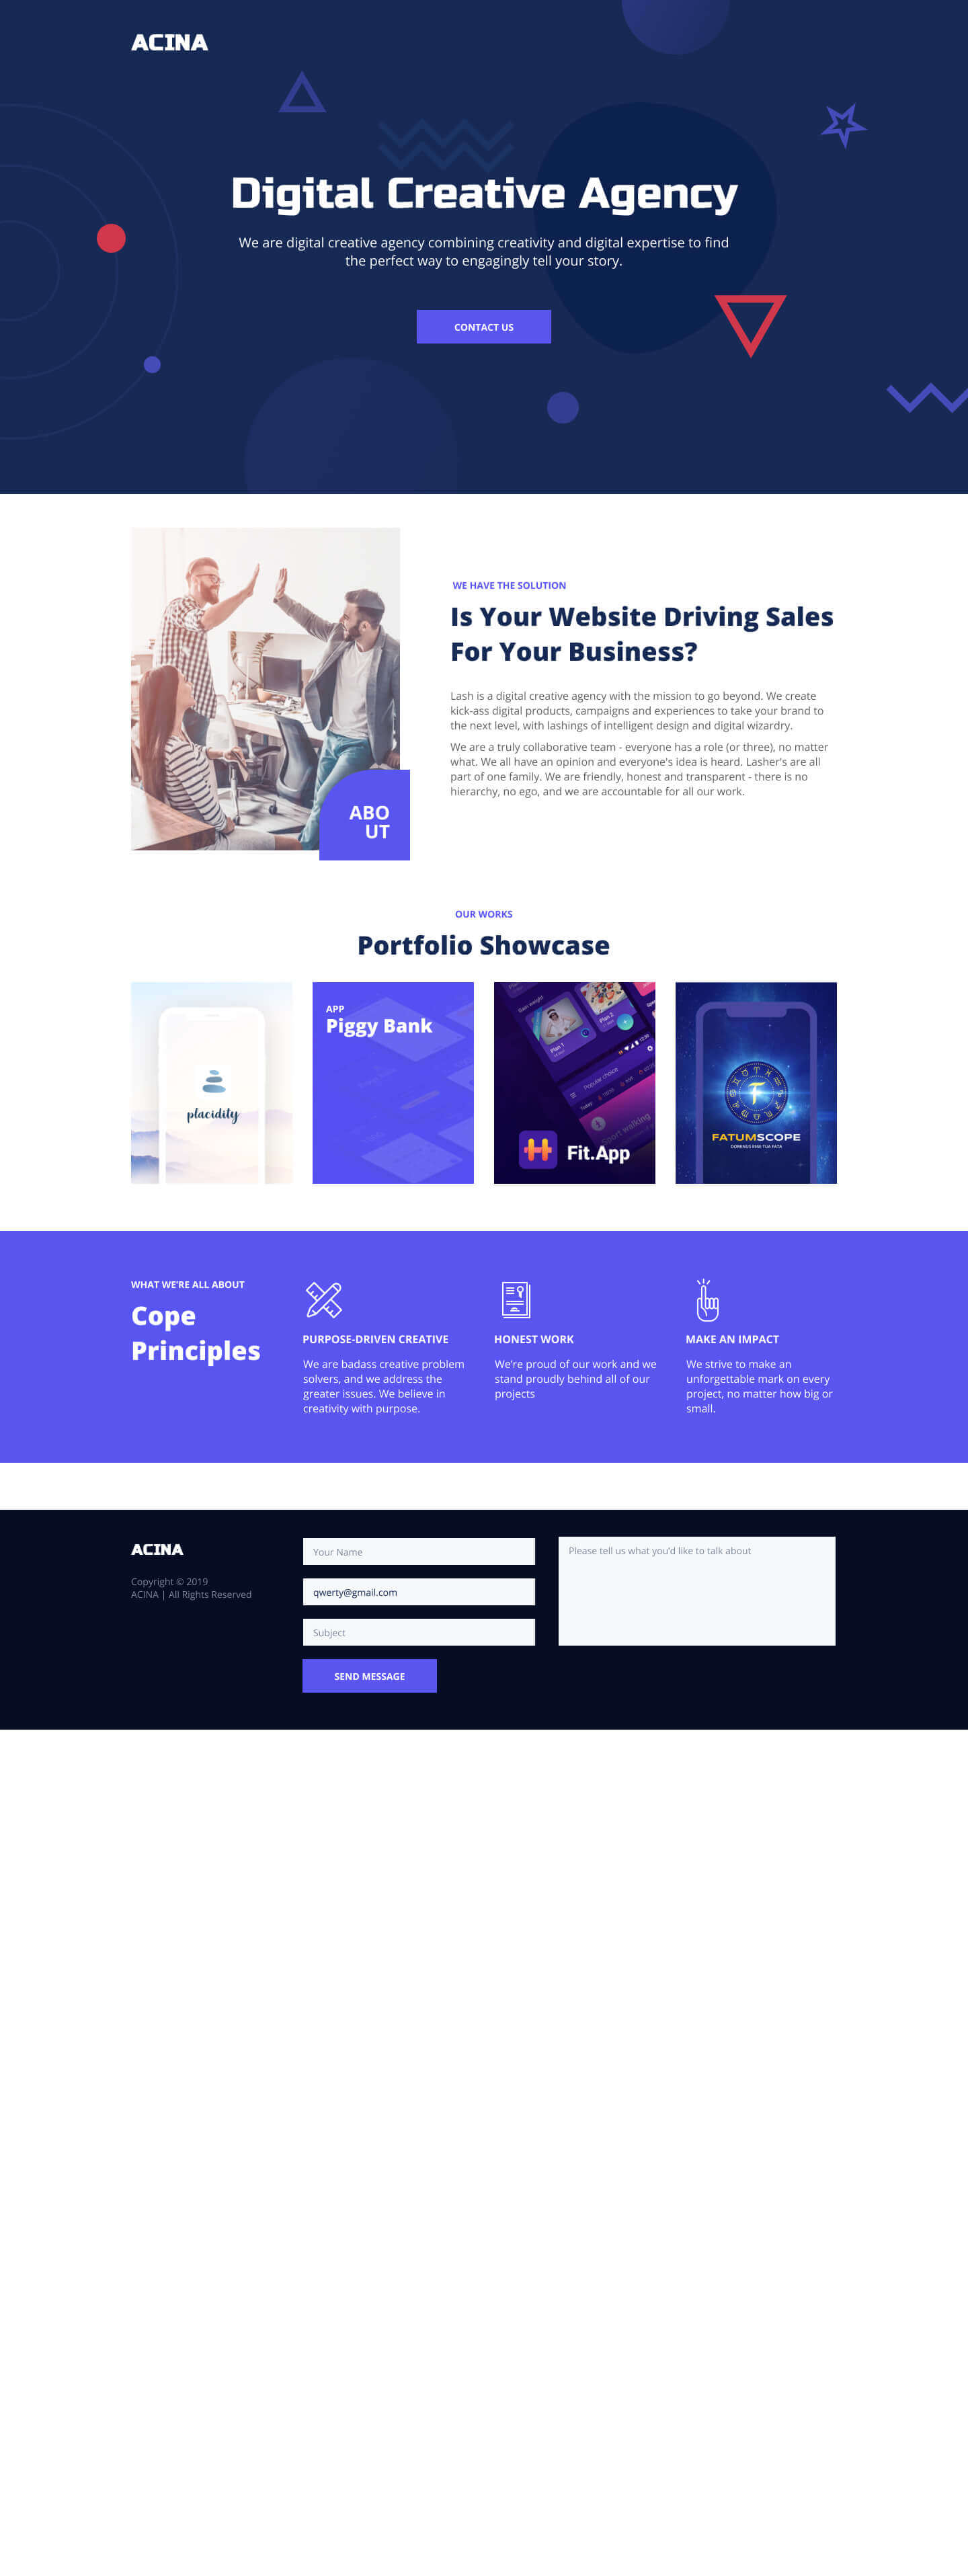 ACINA
Digital Creative Agency
We are digital creative agency combining creativity and digital expertise to find
the perfect way to engagingly tell your story.
CONTACT US
WE HAVE THE SOLUTION
Is Your Website Driving Sales
For Your Business?
Lash is a digital creative agency with the mission to go beyond. We create
kick-ass digital products, campaigns and experiences to take your brand to
the next level, with lashings of intelligent design and digital wizardry.
We are a truly collaborative team - everyone has a role (or three), no matter
what. We all have an opinion and everyone's idea is heard. Lasher's are all
part of one family. We are friendly, honest and transparent - there is no
hierarchy, no ego, and we are accountable for all our work.
ABO
UT
OUR WORKS
Portfolio Showcase
placidity
APP
Piggy Bank
Gain weight
Plan 1
Plan 2
Popular choice
Turkey
Sport walking
Fit.App
FATUMSCOPE
DOMINUS ESSE TUA FATA
WHAT WE'RE ALL ABOUT
Cope
Principles
PURPOSE-DRIVEN CREATIVE
We are badass creative problem
solvers, and we address the
greater issues. We believe in
creativity with purpose.
HONEST WORK
We're proud of our work and we
stand proudly behind all of our
projects
MAKE AN IMPACT
We strive to make an
unforgettable mark on every
project, no matter how big or
small.
ACINA
Copyright © 2019
ACINA | All Rights Reserved
Your Name
qwerty@gmail.com
Subject
SEND MESSAGE
Please tell us what you'd like to talk about